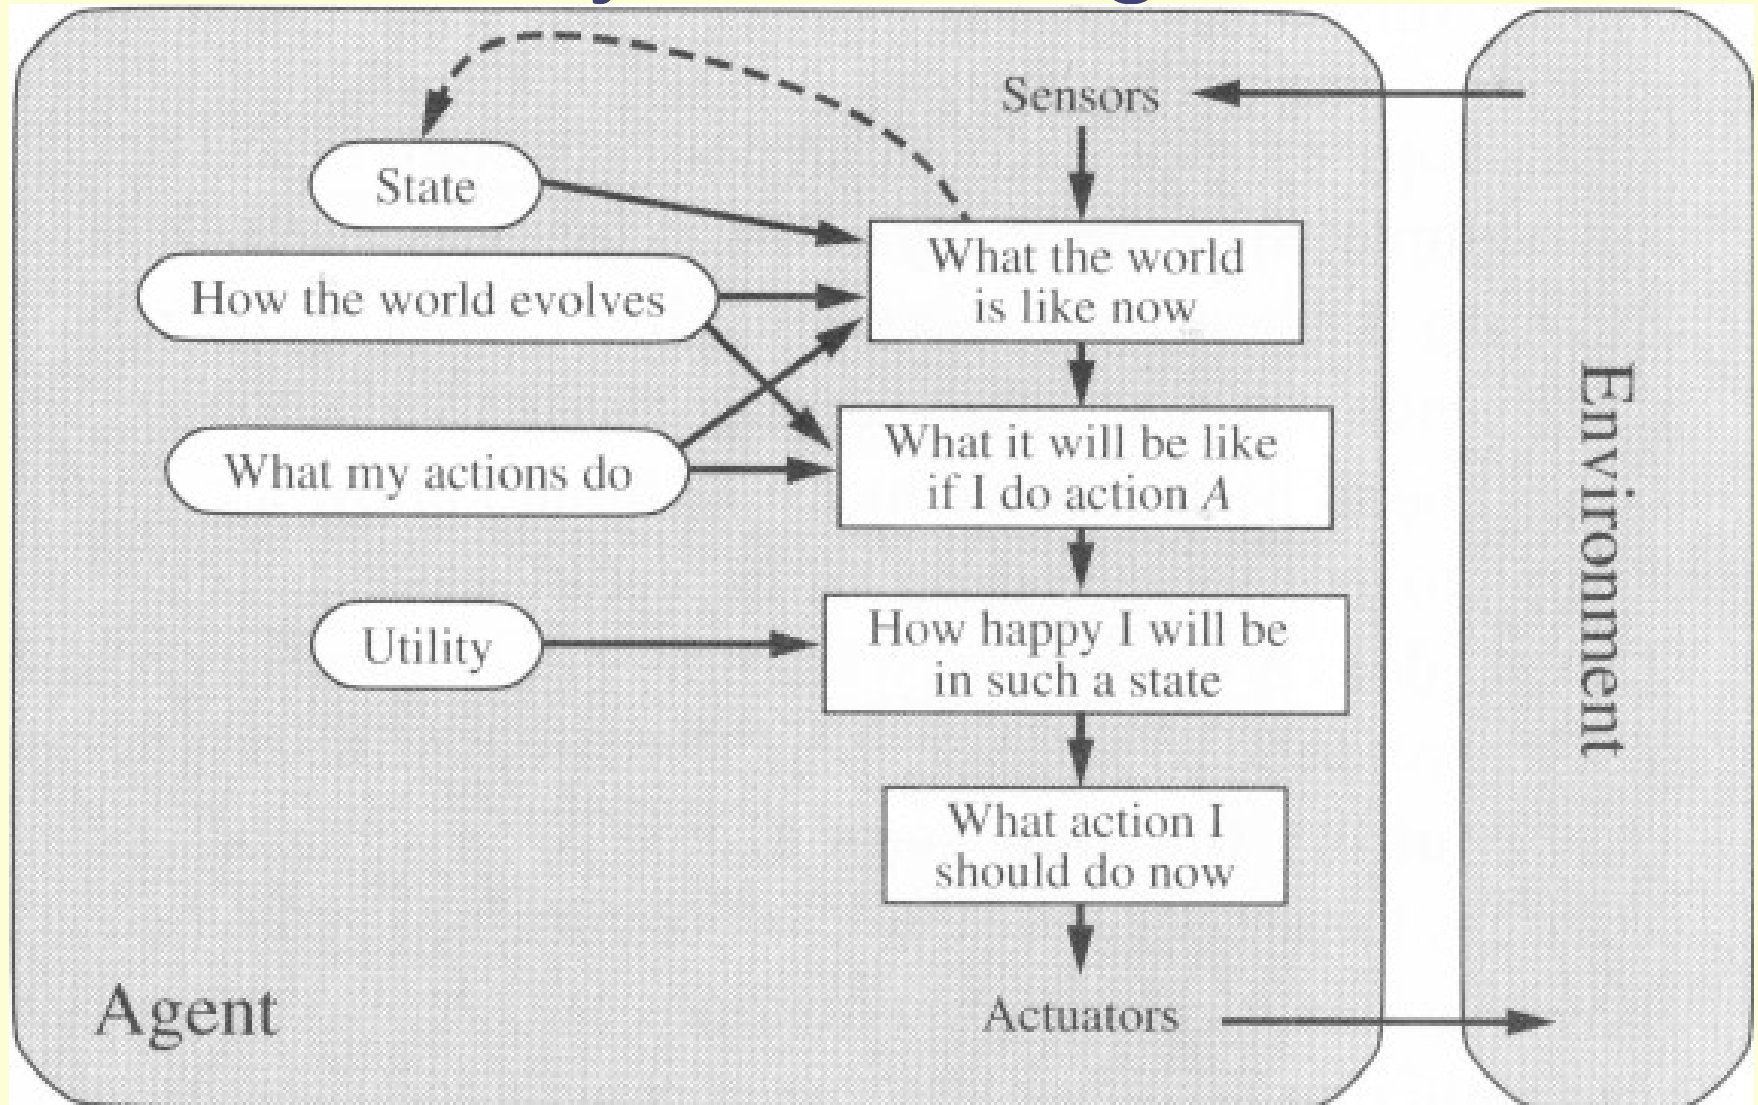 Sensors
State
What the world
is like now
How the world evolves
What my actions do
What it will be like
if I do action A
Utility
How happy I will be
in such a state
What action I
should do now
Actuators
Agent
Environment